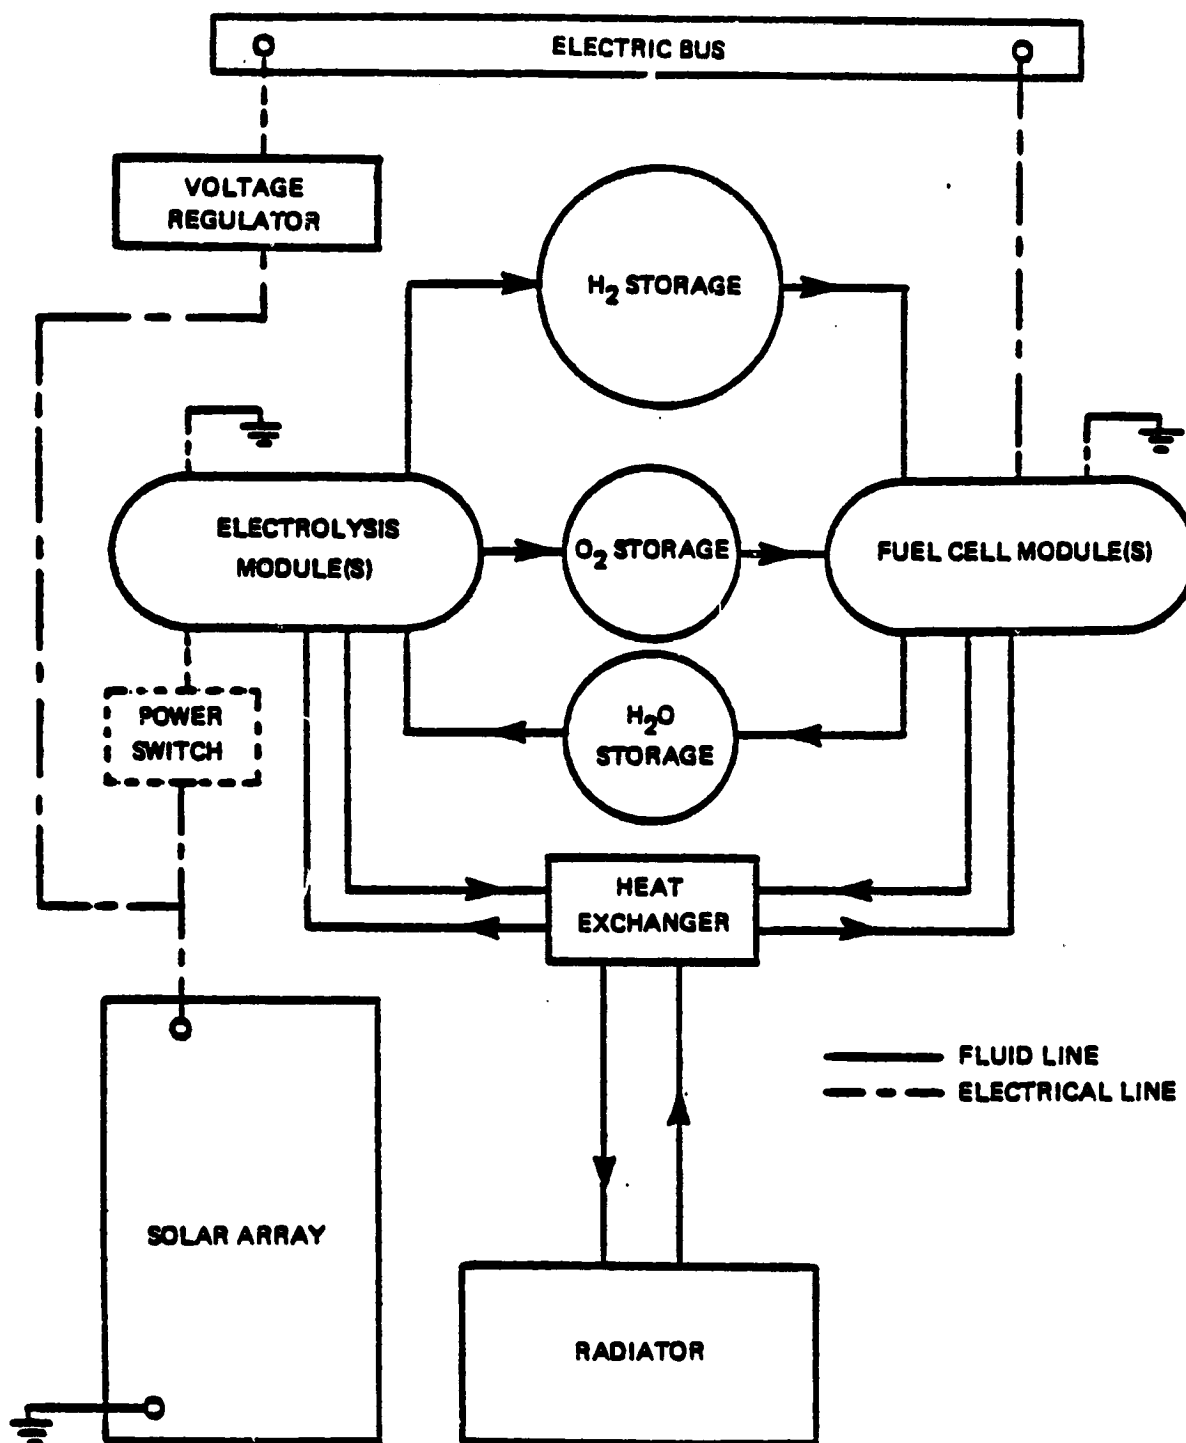 ELECTRIC BUS
VOLTAGE
REGULATOR
H₂ STORAGE
ELECTROLYSIS
MODULE(S)
O₂ STORAGE
FUEL CELL MODULE(S)
POWER
SWITCH
H₂O
STORAGE
HEAT
EXCHANGER
FLUID LINE
ELECTRICAL LINE
SOLAR ARRAY
RADIATOR